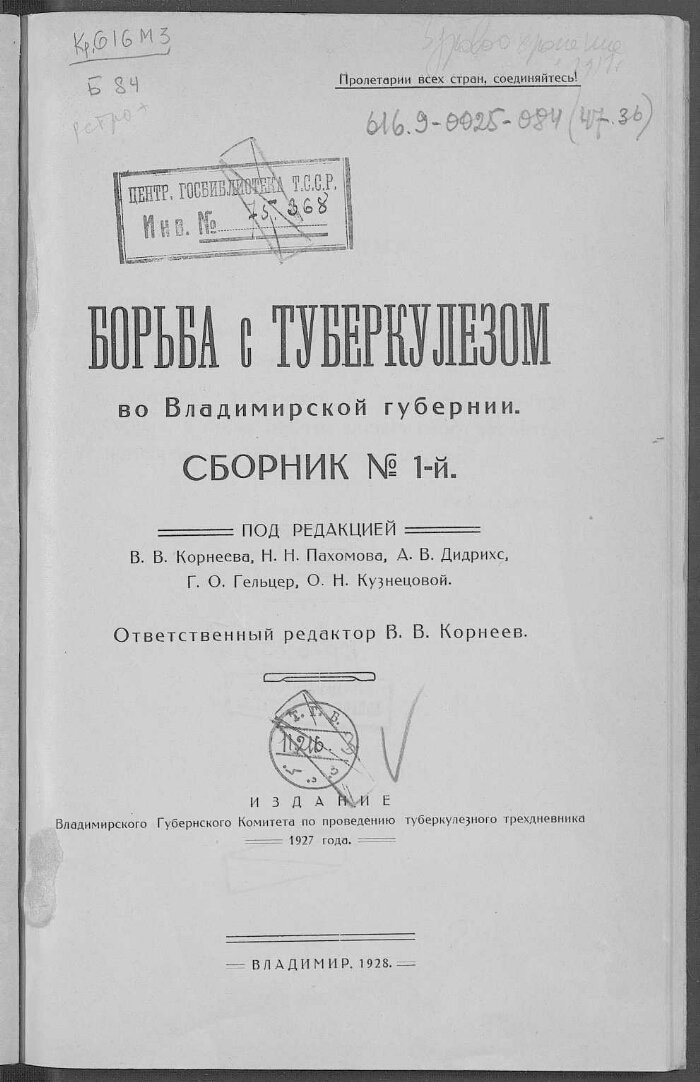 Кр.616М3
Б 84
Пролетарии всех стран, соединяйтесь!
616.9-0025-084 (47.36)
ЦЕНТР. ГОСБИБЛИОТЕКА Т.С.С.Р.
Инв. № 75.368
БОРЬБА с ТУБЕРКУЛЕЗОМ
во Владимирской губернии.
СБОРНИК № 1-й.
ПОД РЕДАКЦИЕЙ
В. В. Корнеева, Н. Н. Пахомова, А. В. Дидрихс,
Г. О. Гельцер, О. Н. Кузнецовой.
Ответственный редактор В. В. Корнеев.
Т. Г. Б.
ИЗДАНИЕ
Владимирского Губернского Комитета по проведению туберкулезного трехдневника
1927 года.
ВЛАДИМИР, 1928.